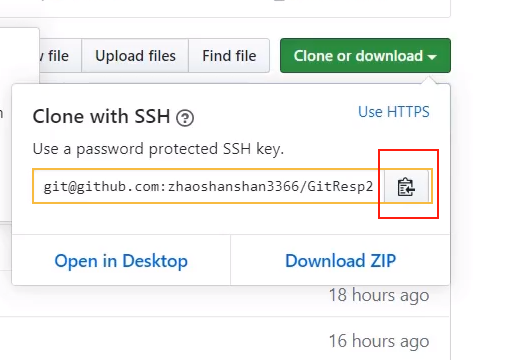 file
Upload files
Find file
Clone or download
Clone with SSH
Use HTTPS
Use a password protected SSH key.
git@github.com:zhaoshanshan3366/GitResp2
Open in Desktop
Download ZIP
18 hours ago
16 hours ago